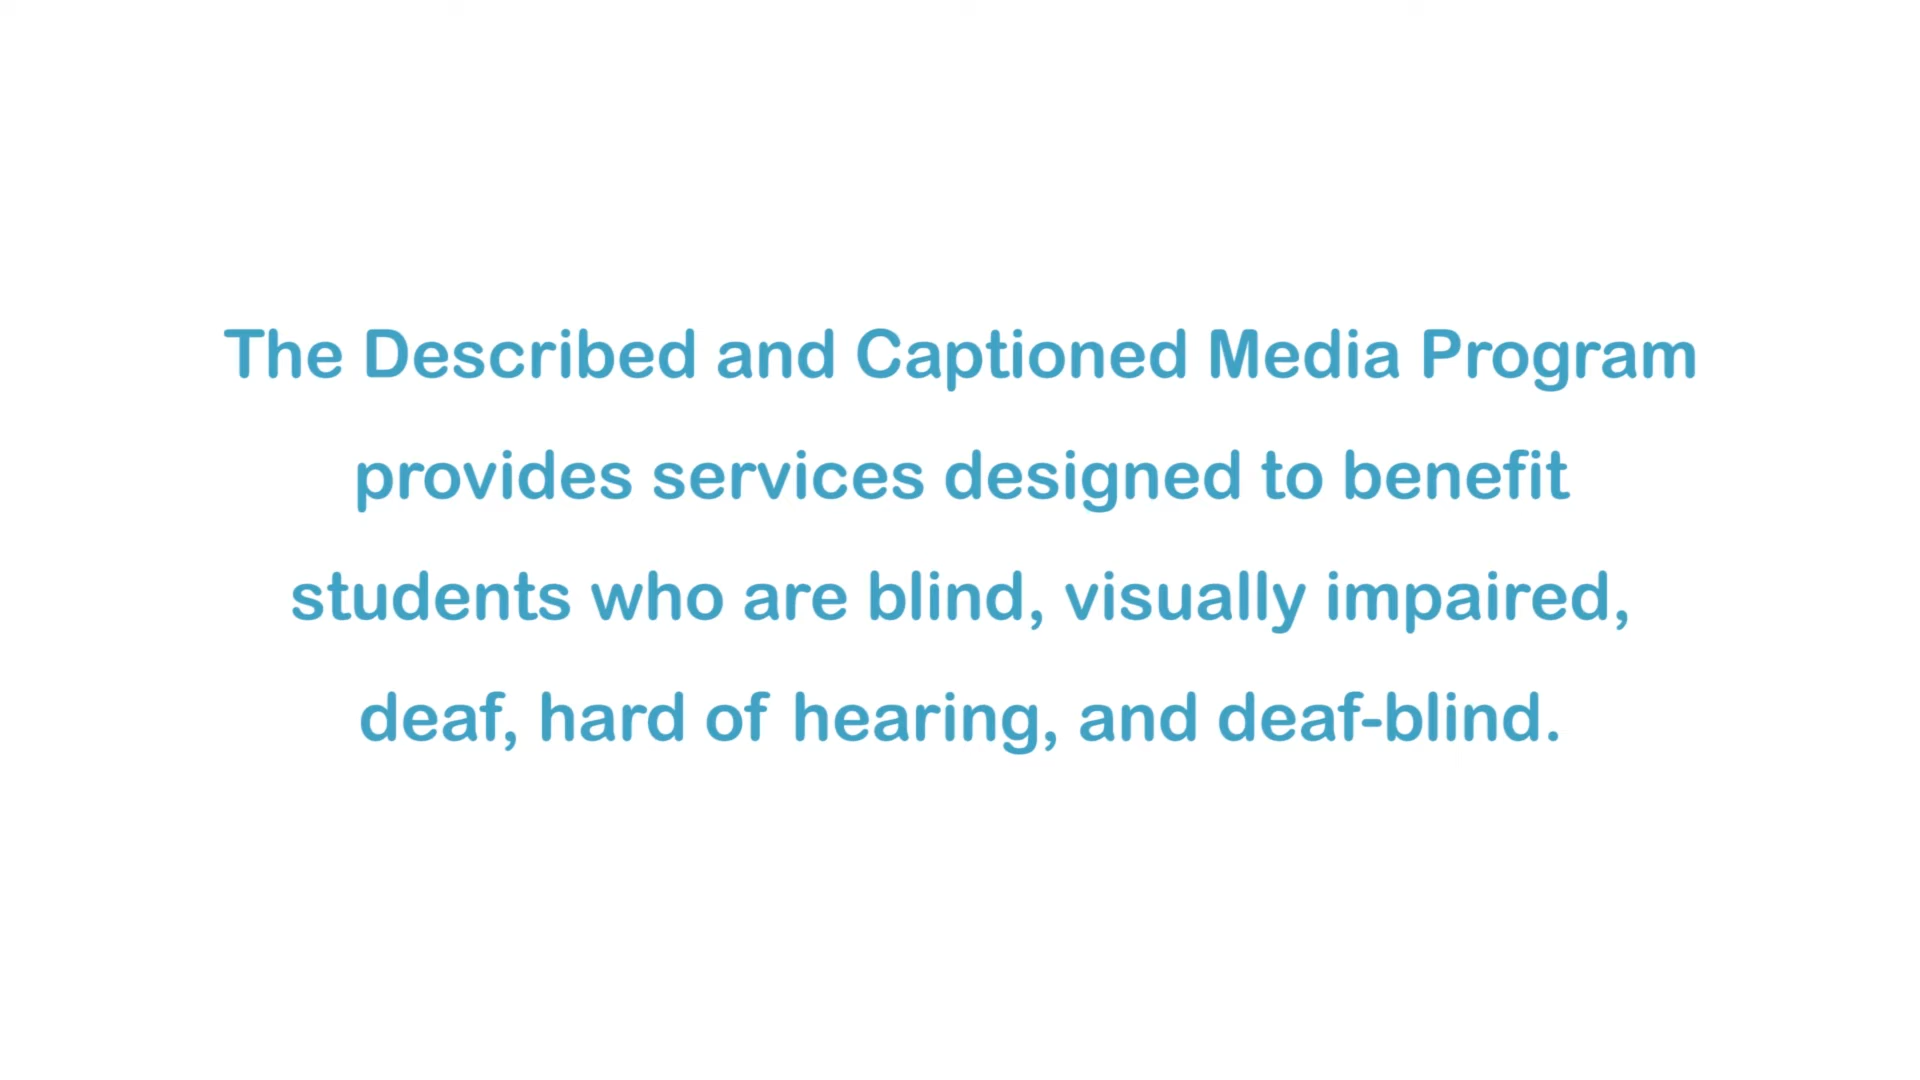 The Described and Captioned Media Program
provides services designed to benefit
students who are blind, visually impaired,
deaf, hard of hearing, and deaf-blind.